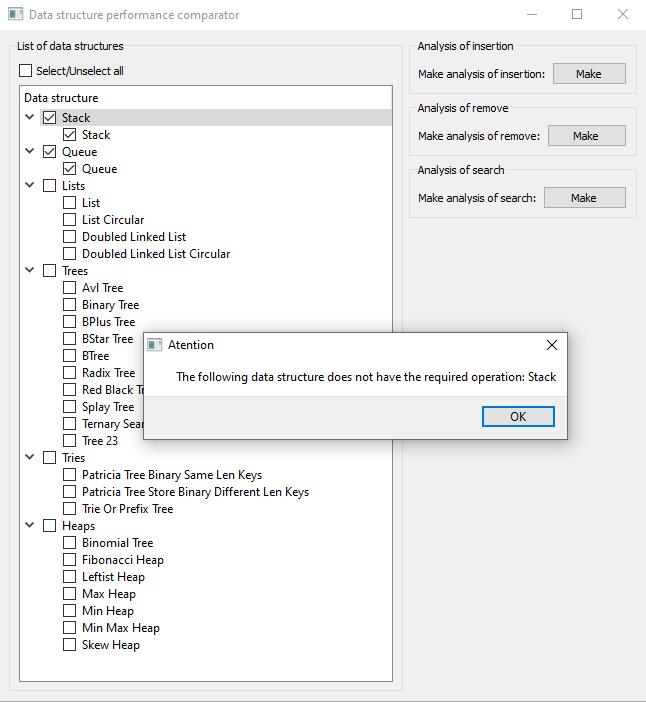 Data structure performance comparator
List of data structures
Select/Unselect all
Data structure
Stack
Stack
Queue
Queue
Lists
List
List Circular
Doubled Linked List
Doubled Linked List Circular
Trees
Avl Tree
Binary Tree
BPlus Tree
BStar Tree
BTree
Radix Tree
Red Black
Splay Tree
Ternary
Tree 23
Tries
Patricia Tree Binary Same Len Keys
Patricia Tree Store Binary Different Len Keys
Trie Or Prefix Tree
Heaps
Binomial Tree
Fibonacci Heap
Leftist Heap
Max Heap
Min Heap
Min Max Heap
Skew Heap
Analysis of insertion
Make analysis of insertion: Make
Analysis of remove
Make analysis of remove: Make
Analysis of search
Make analysis of search: Make
Atention
The following data structure does not have the required operation: Stack
OK